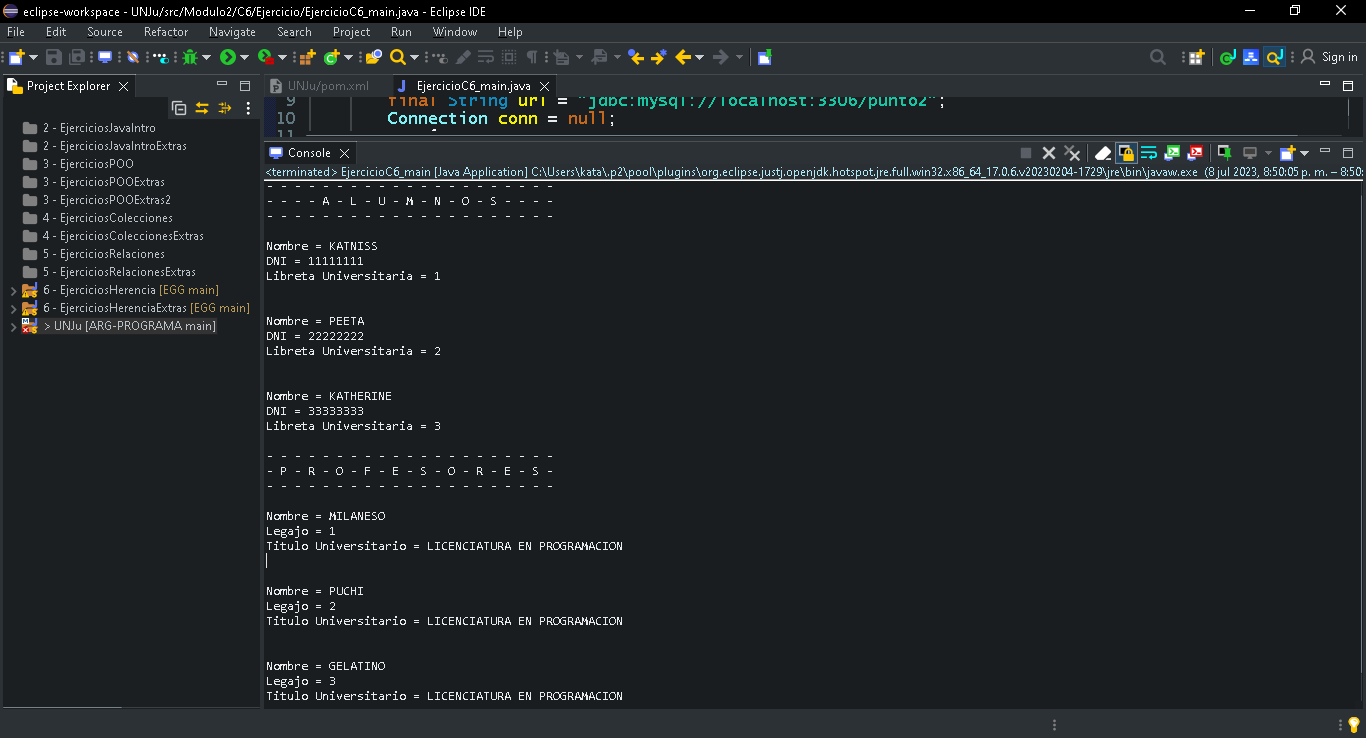 eclipse-workspace - UNJu/src/Modulo2/C6/Ejercicio/EjercicioC6_main.java - Eclipse IDE
File Edit Source Refactor Navigate Search Project Run Window Help
Sign in
Project Explorer
2 - EjerciciosJavaIntro
2 - EjerciciosJavaIntroExtras
3 - EjerciciosPOO
3 - EjerciciosPOOExtras
3 - EjerciciosPOOExtras2
4 - EjerciciosColecciones
4 - EjerciciosColeccionesExtras
5 - EjerciciosRelaciones
5 - EjerciciosRelacionesExtras
6 - EjerciciosHerencia [EGG main]
6 - EjerciciosHerenciaExtras [EGG main]
> UNJu [ARG-PROGRAMA main]
UNJu/pom.xml EjercicioC6_main.java
9 final String url = "jdbc:mysql://localhost:3306/punto2";
10 Connection conn = null;
11
Console
<terminated> EjercicioC6_main [Java Application] C:\Users\kata\.p2\pool\plugins\org.eclipse.justj.openjdk.hotspot.jre.full.win32.x86_64_17.0.6.v20230204-1729\jre\bin\javaw.exe (8 jul 2023, 8:50:05 p. m. – 8:50:
- - - - - - - - - - - - - - - - - - - - -
- - - - A - L - U - M - N - O - S - - - -
- - - - - - - - - - - - - - - - - - - - -
Nombre = KATNISS
DNI = 11111111
Libreta Universitaria = 1
Nombre = PEETA
DNI = 22222222
Libreta Universitaria = 2
Nombre = KATHERINE
DNI = 33333333
Libreta Universitaria = 3
- - - - - - - - - - - - - - - - - - - - -
- P - R - O - F - E - S - O - R - E - S -
- - - - - - - - - - - - - - - - - - - - -
Nombre = MILANESO
Legajo = 1
Titulo Universitario = LICENCIATURA EN PROGRAMACION
Nombre = PUCHI
Legajo = 2
Titulo Universitario = LICENCIATURA EN PROGRAMACION
Nombre = GELATINO
Legajo = 3
Titulo Universitario = LICENCIATURA EN PROGRAMACION